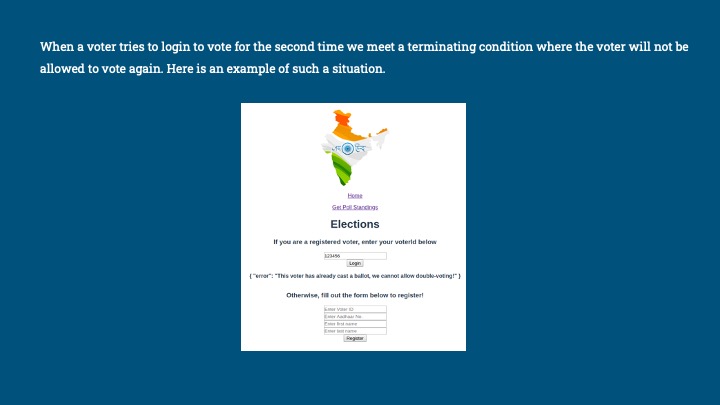 When a voter tries to login to vote for the second time we meet a terminating condition where the voter will not be
allowed to vote again. Here is an example of such a situation.
Home
Get Poll Standings
Elections
If you are a registered voter, enter your voterId below
123456
Login
{ "error": "This voter has already cast a ballot, we cannot allow double-voting!" }
Otherwise, fill out the form below to register!
Enter Voter ID
Enter Aadhaar No.
Enter first name
Enter last name
Register